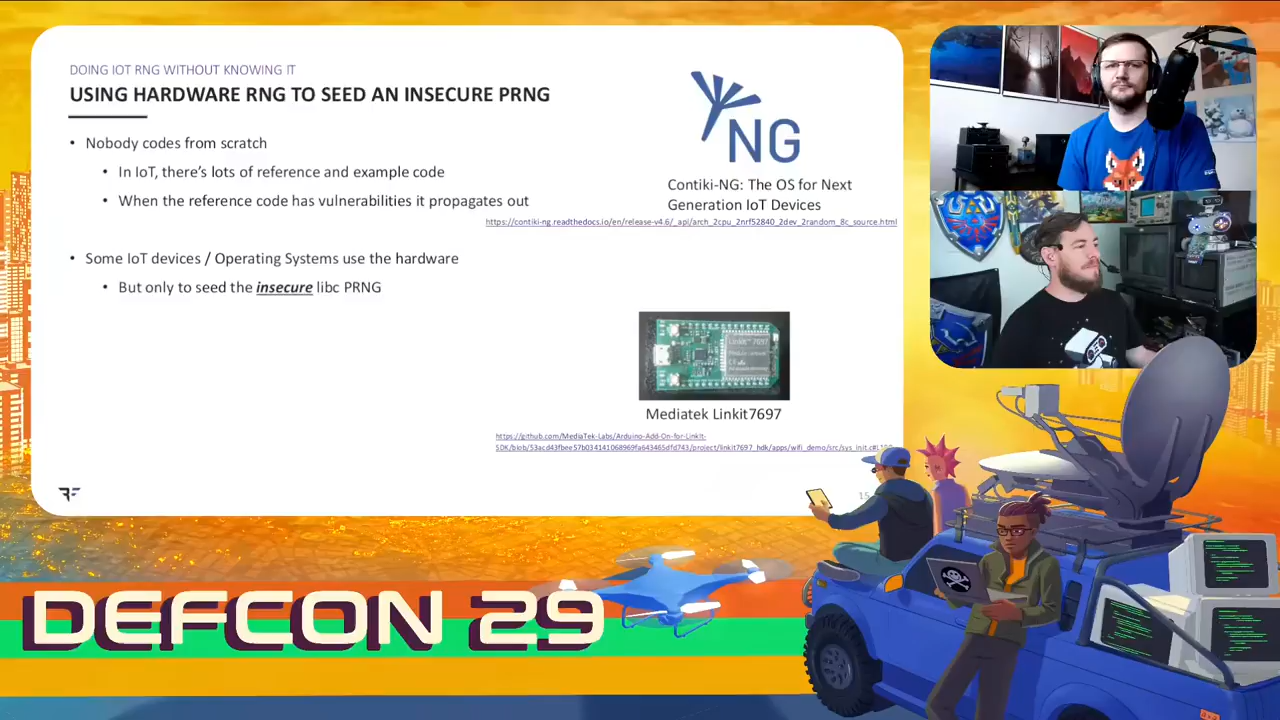 DOING IOT RNG WITHOUT KNOWING IT
USING HARDWARE RNG TO SEED AN INSECURE PRNG
• Nobody codes from scratch
• In IoT, there's lots of reference and example code
• When the reference code has vulnerabilities it propagates out
• Some IoT devices / Operating Systems use the hardware
• But only to seed the insecure libc PRNG
NG
Contiki-NG: The OS for Next
Generation IoT Devices
https://contiki-ng.readthedocs.io/en/release-v4.6/_api/arch_2cpu_2nrf52840_2dev_2random_8c_source.html
LinkIt 7697
Mediatek Linkit7697
https://github.com/MediaTek-Labs/Arduino-Add-On-for-LinkIt-
SDK/blob/53acd43fbee57b034141068969fa643465dfd743/project/linkit7697_hdk/apps/wifi_demo/src/sys_init.c
15
DEFCON 29